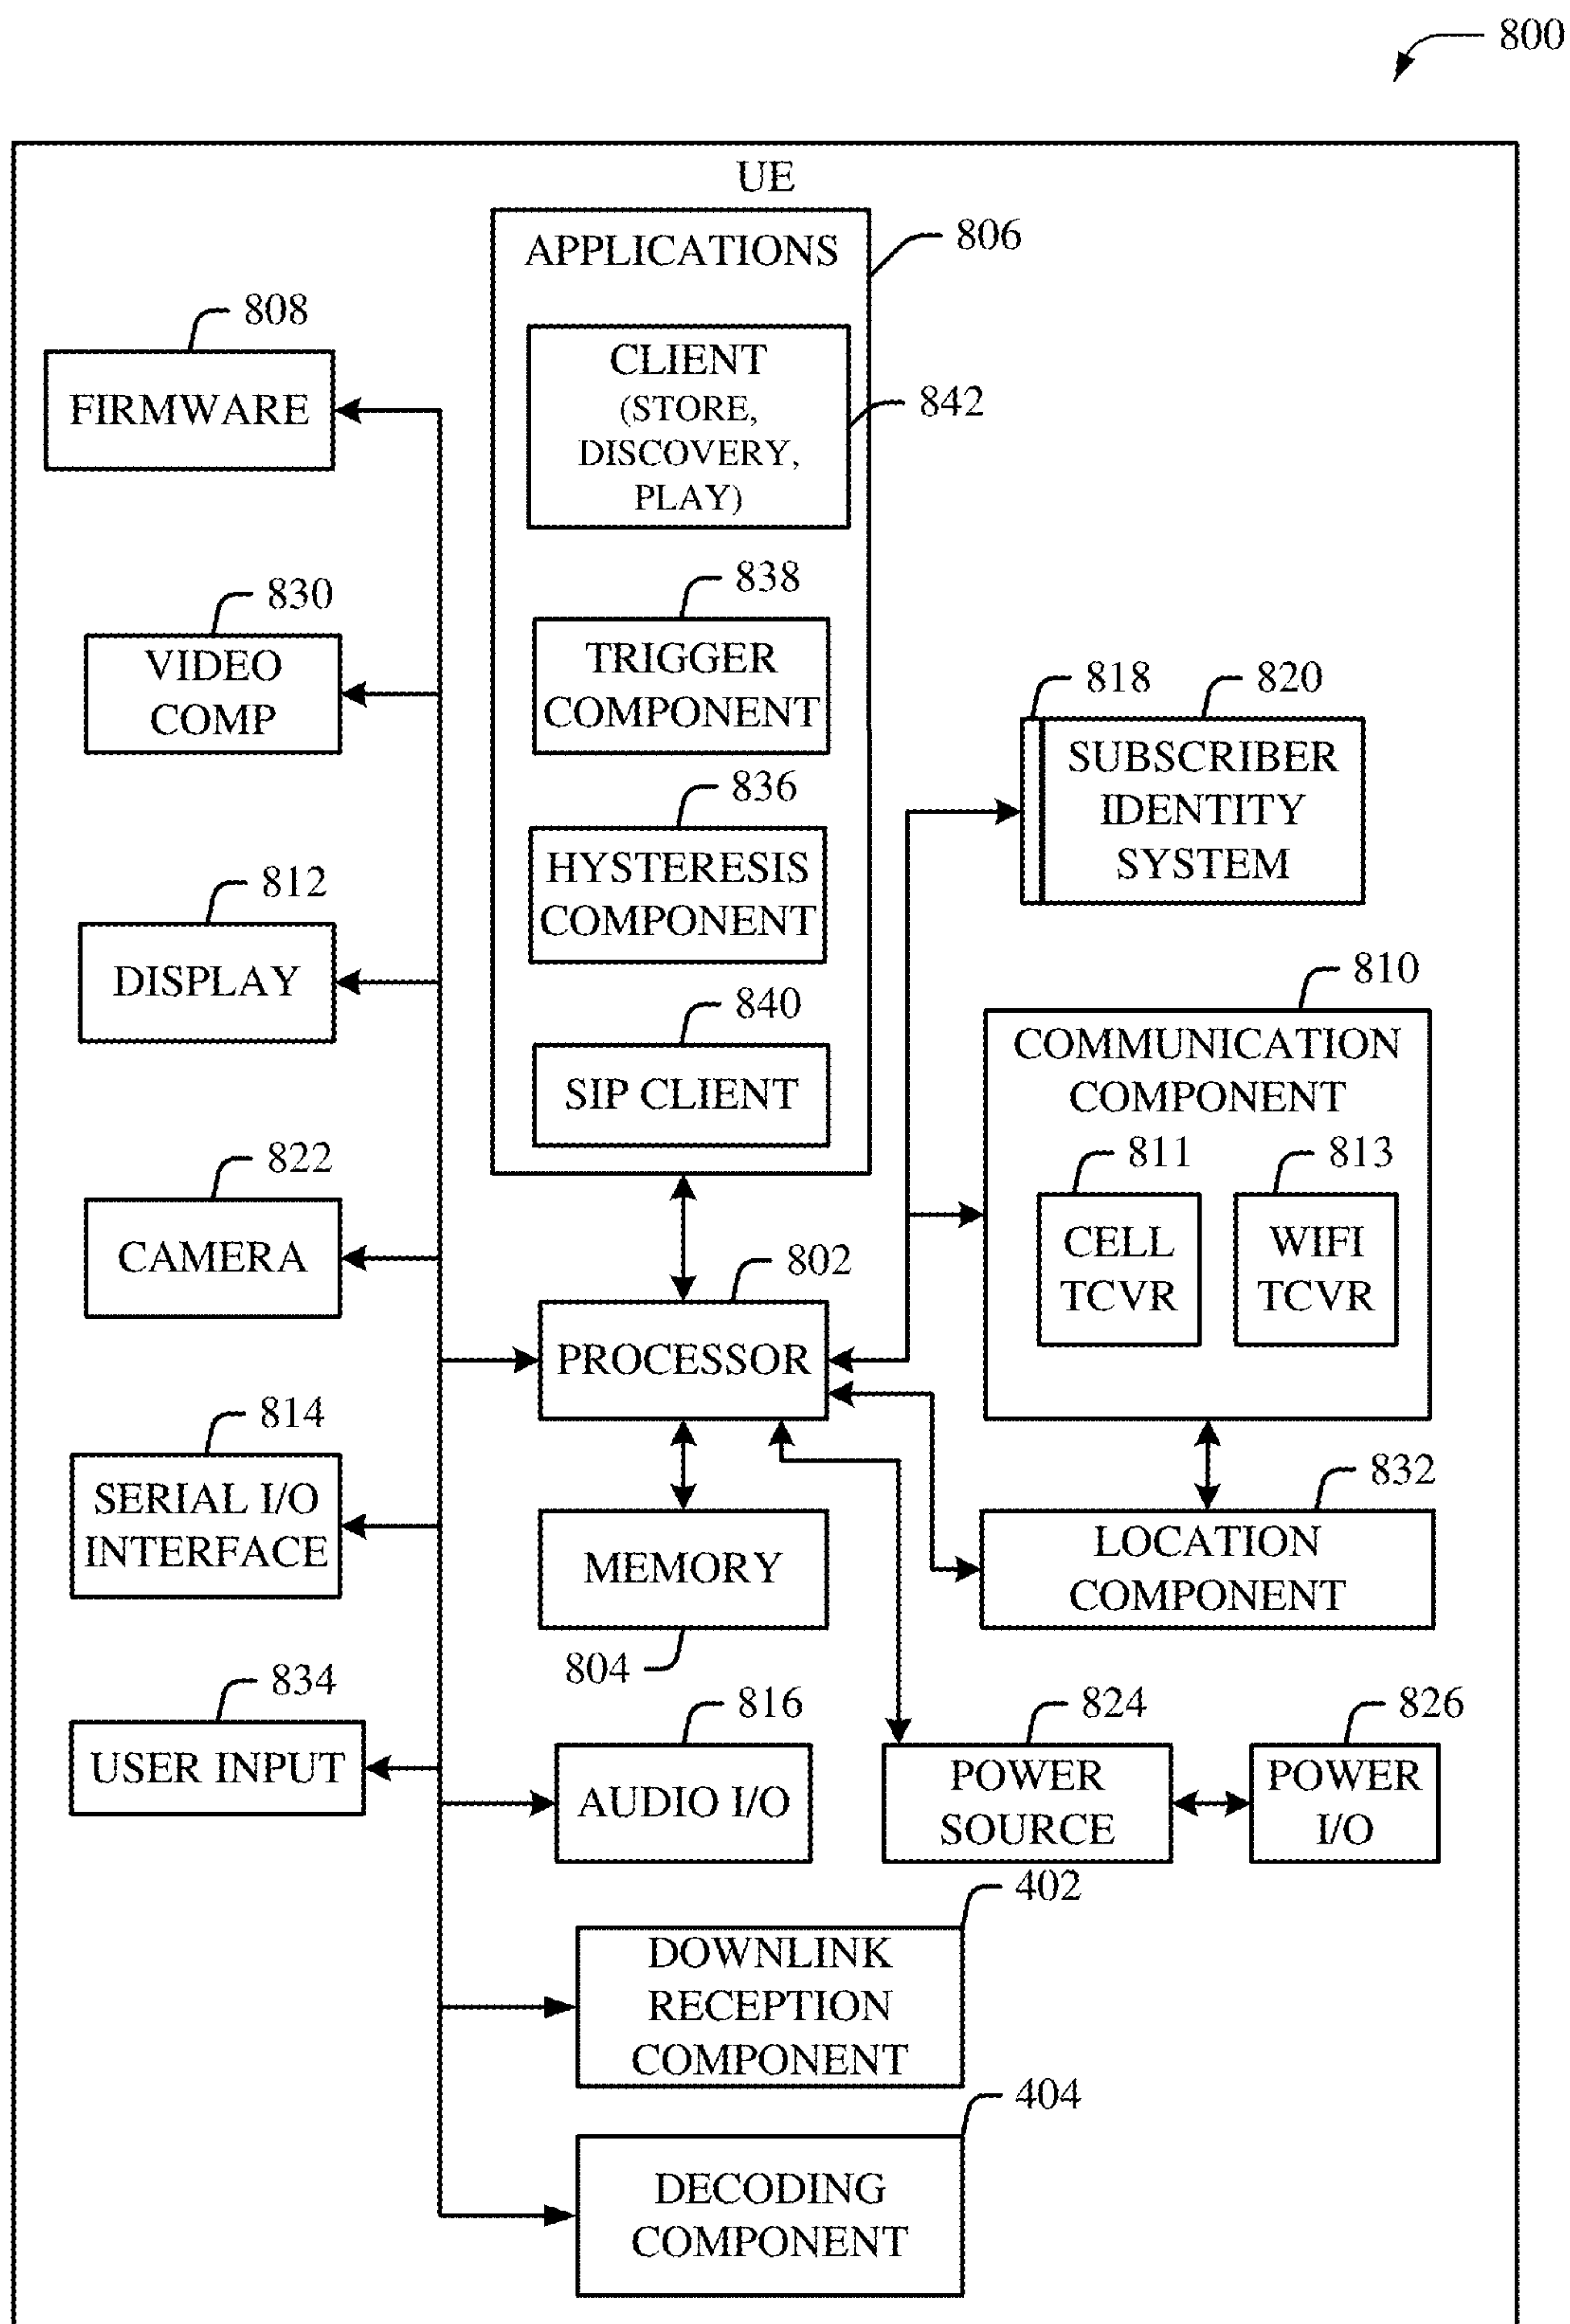 800
UE
APPLICATIONS
806
808
FIRMWARE
CLIENT
(STORE,
DISCOVERY,
PLAY)
842
830
VIDEO
COMP
838
TRIGGER
COMPONENT
818
820
SUBSCRIBER
IDENTITY
SYSTEM
836
HYSTERESIS
COMPONENT
812
DISPLAY
810
COMMUNICATION
COMPONENT
840
SIP CLIENT
811
CELL
TCVR
813
WIFI
TCVR
822
CAMERA
802
PROCESSOR
814
SERIAL I/O
INTERFACE
MEMORY
804
832
LOCATION
COMPONENT
834
USER INPUT
816
AUDIO I/O
824
POWER
SOURCE
826
POWER
I/O
402
DOWNLINK
RECEPTION
COMPONENT
404
DECODING
COMPONENT